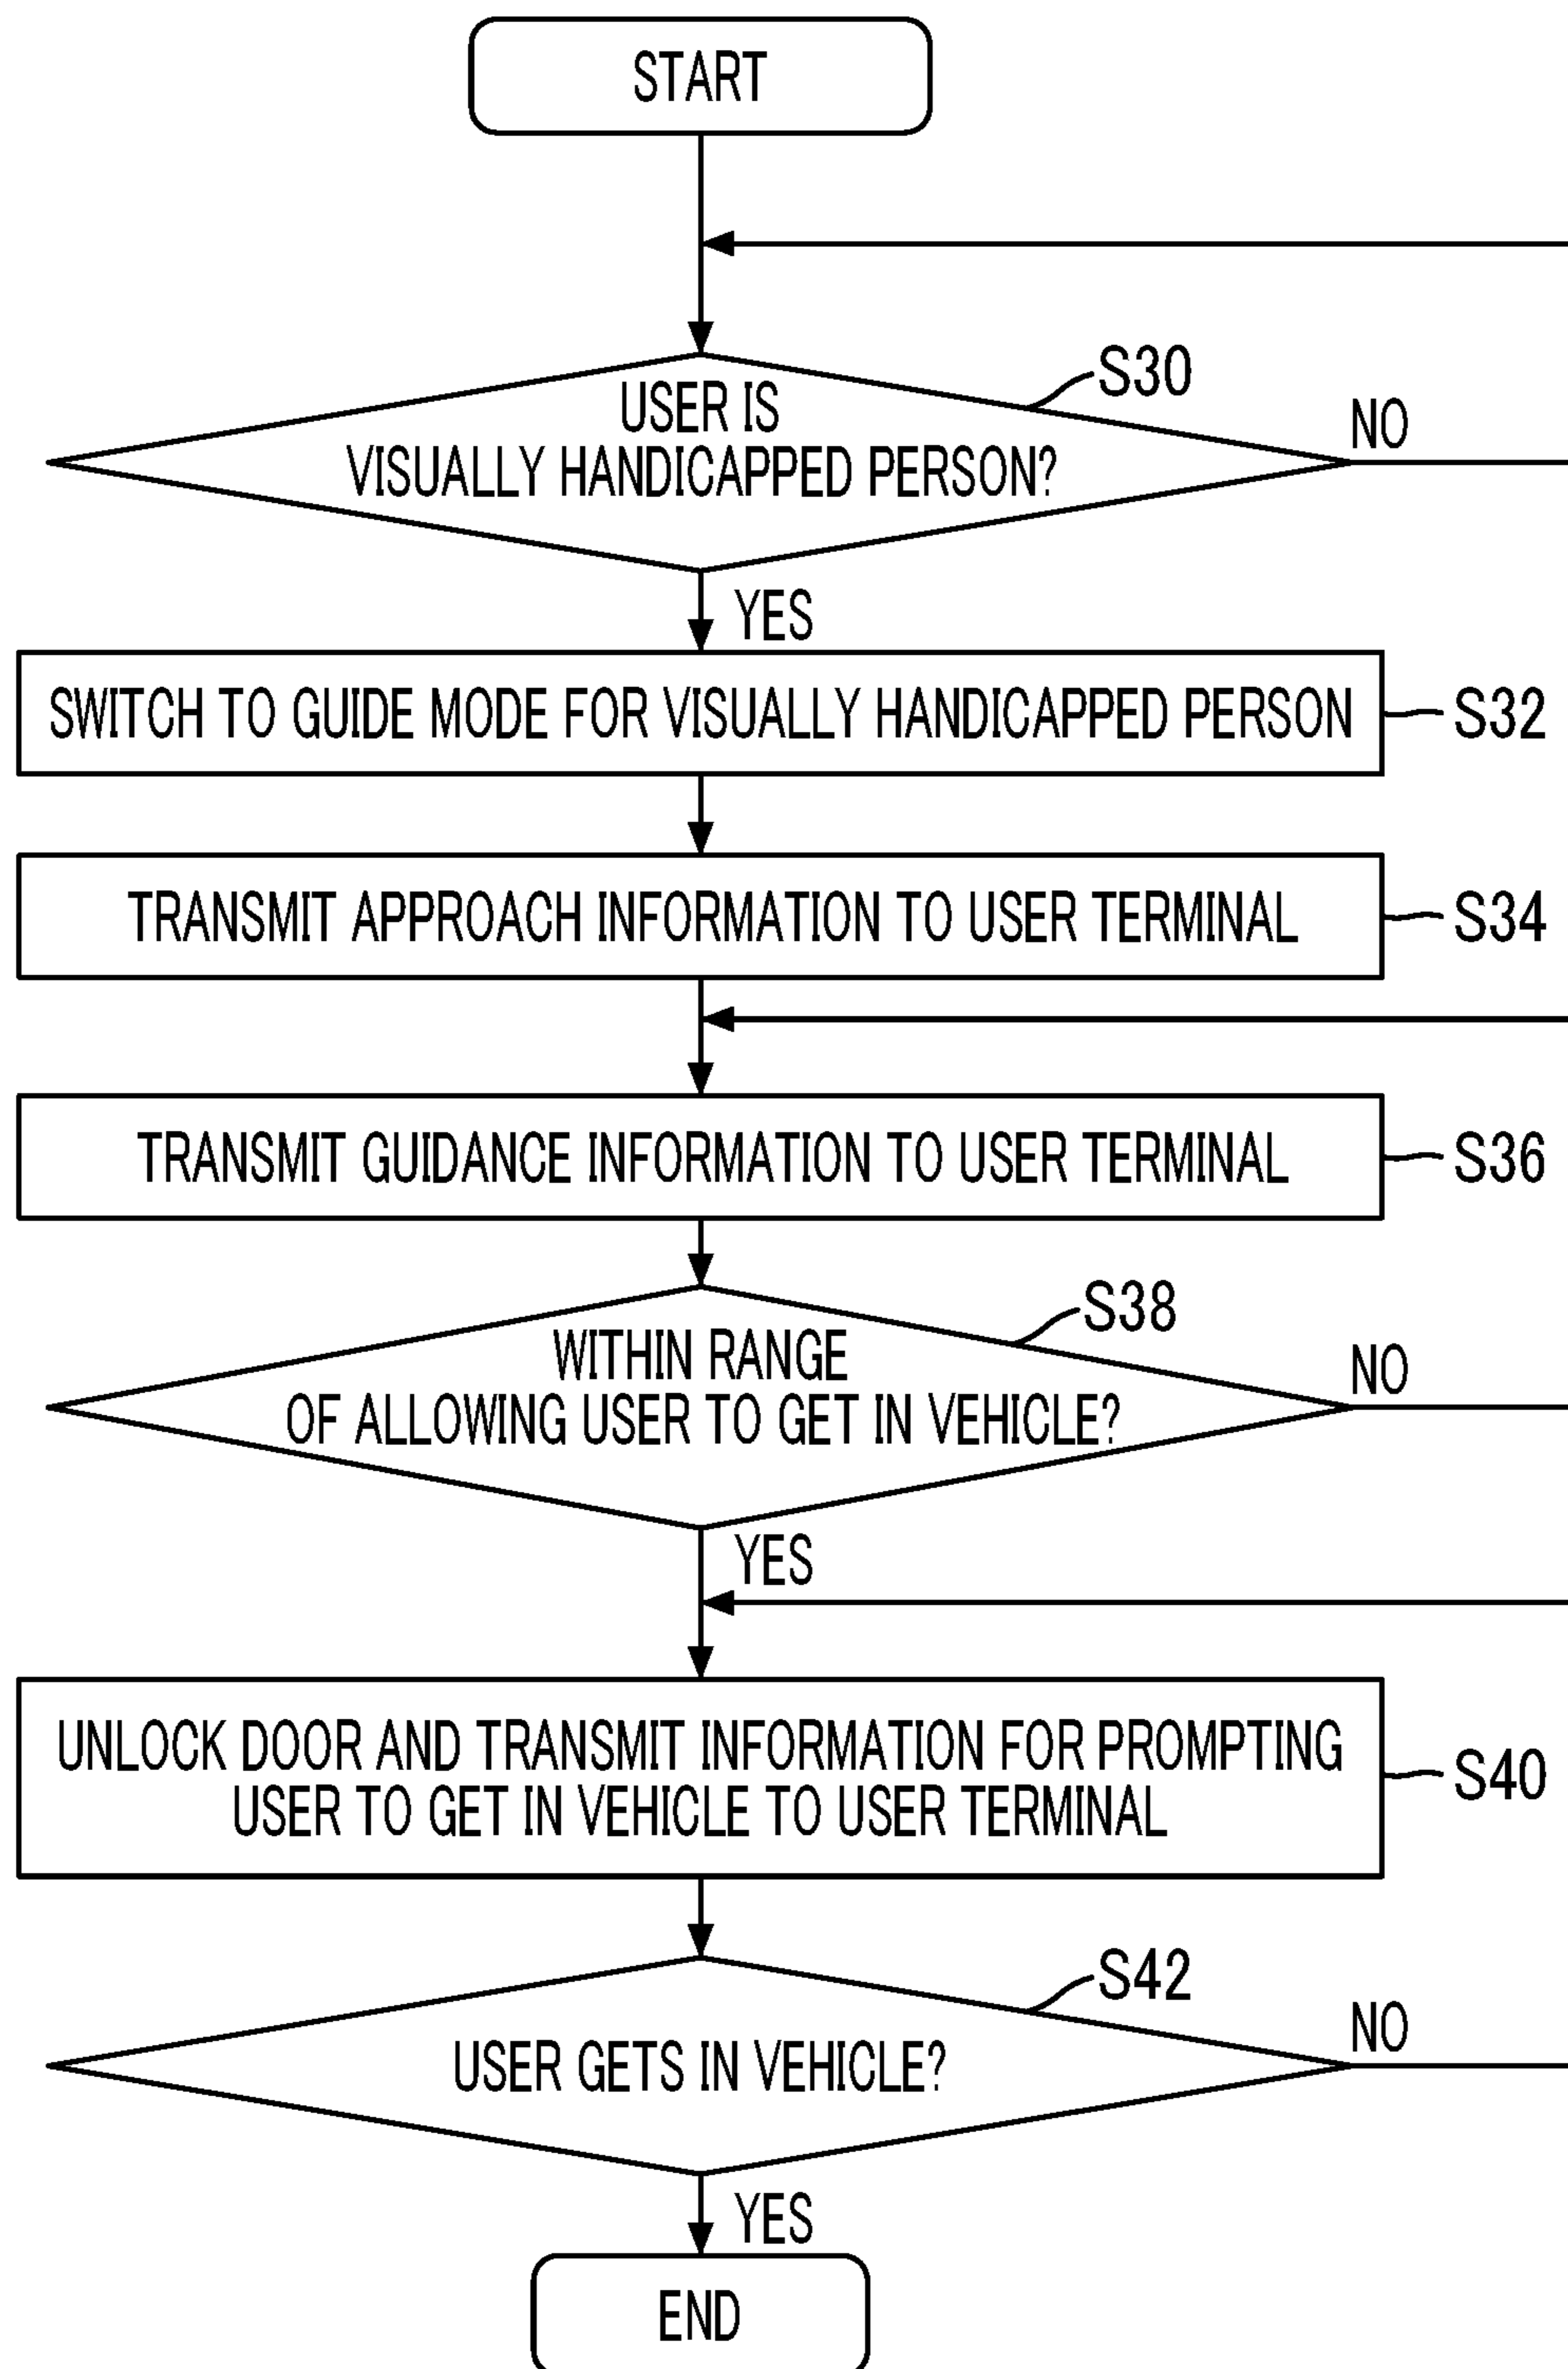 START
S30
USER IS
VISUALLY HANDICAPPED PERSON?
NO
YES
SWITCH TO GUIDE MODE FOR VISUALLY HANDICAPPED PERSON
S32
TRANSMIT APPROACH INFORMATION TO USER TERMINAL
S34
TRANSMIT GUIDANCE INFORMATION TO USER TERMINAL
S36
S38
WITHIN RANGE
OF ALLOWING USER TO GET IN VEHICLE?
NO
YES
UNLOCK DOOR AND TRANSMIT INFORMATION FOR PROMPTING
USER TO GET IN VEHICLE TO USER TERMINAL
S40
S42
USER GETS IN VEHICLE?
NO
YES
END